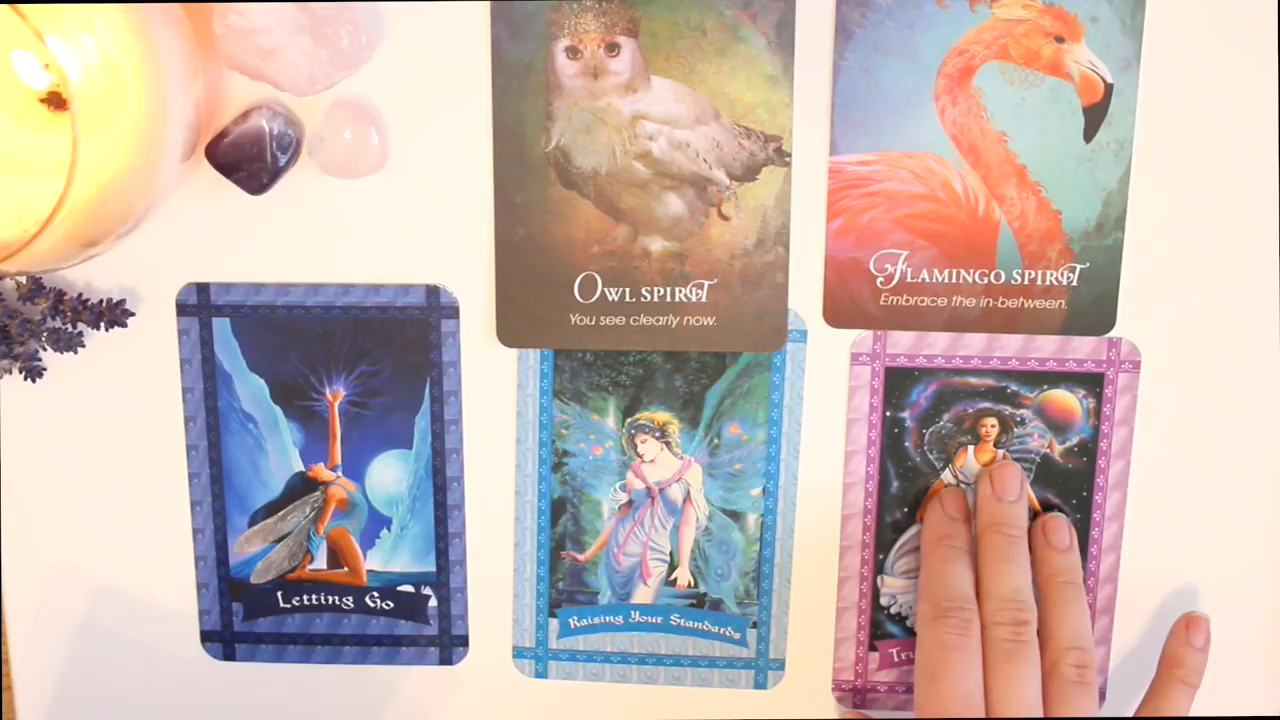 Owl Spirit
You see clearly now.
Flamingo Spirit
Embrace the in-between.
Letting Go
Raising Your Standards